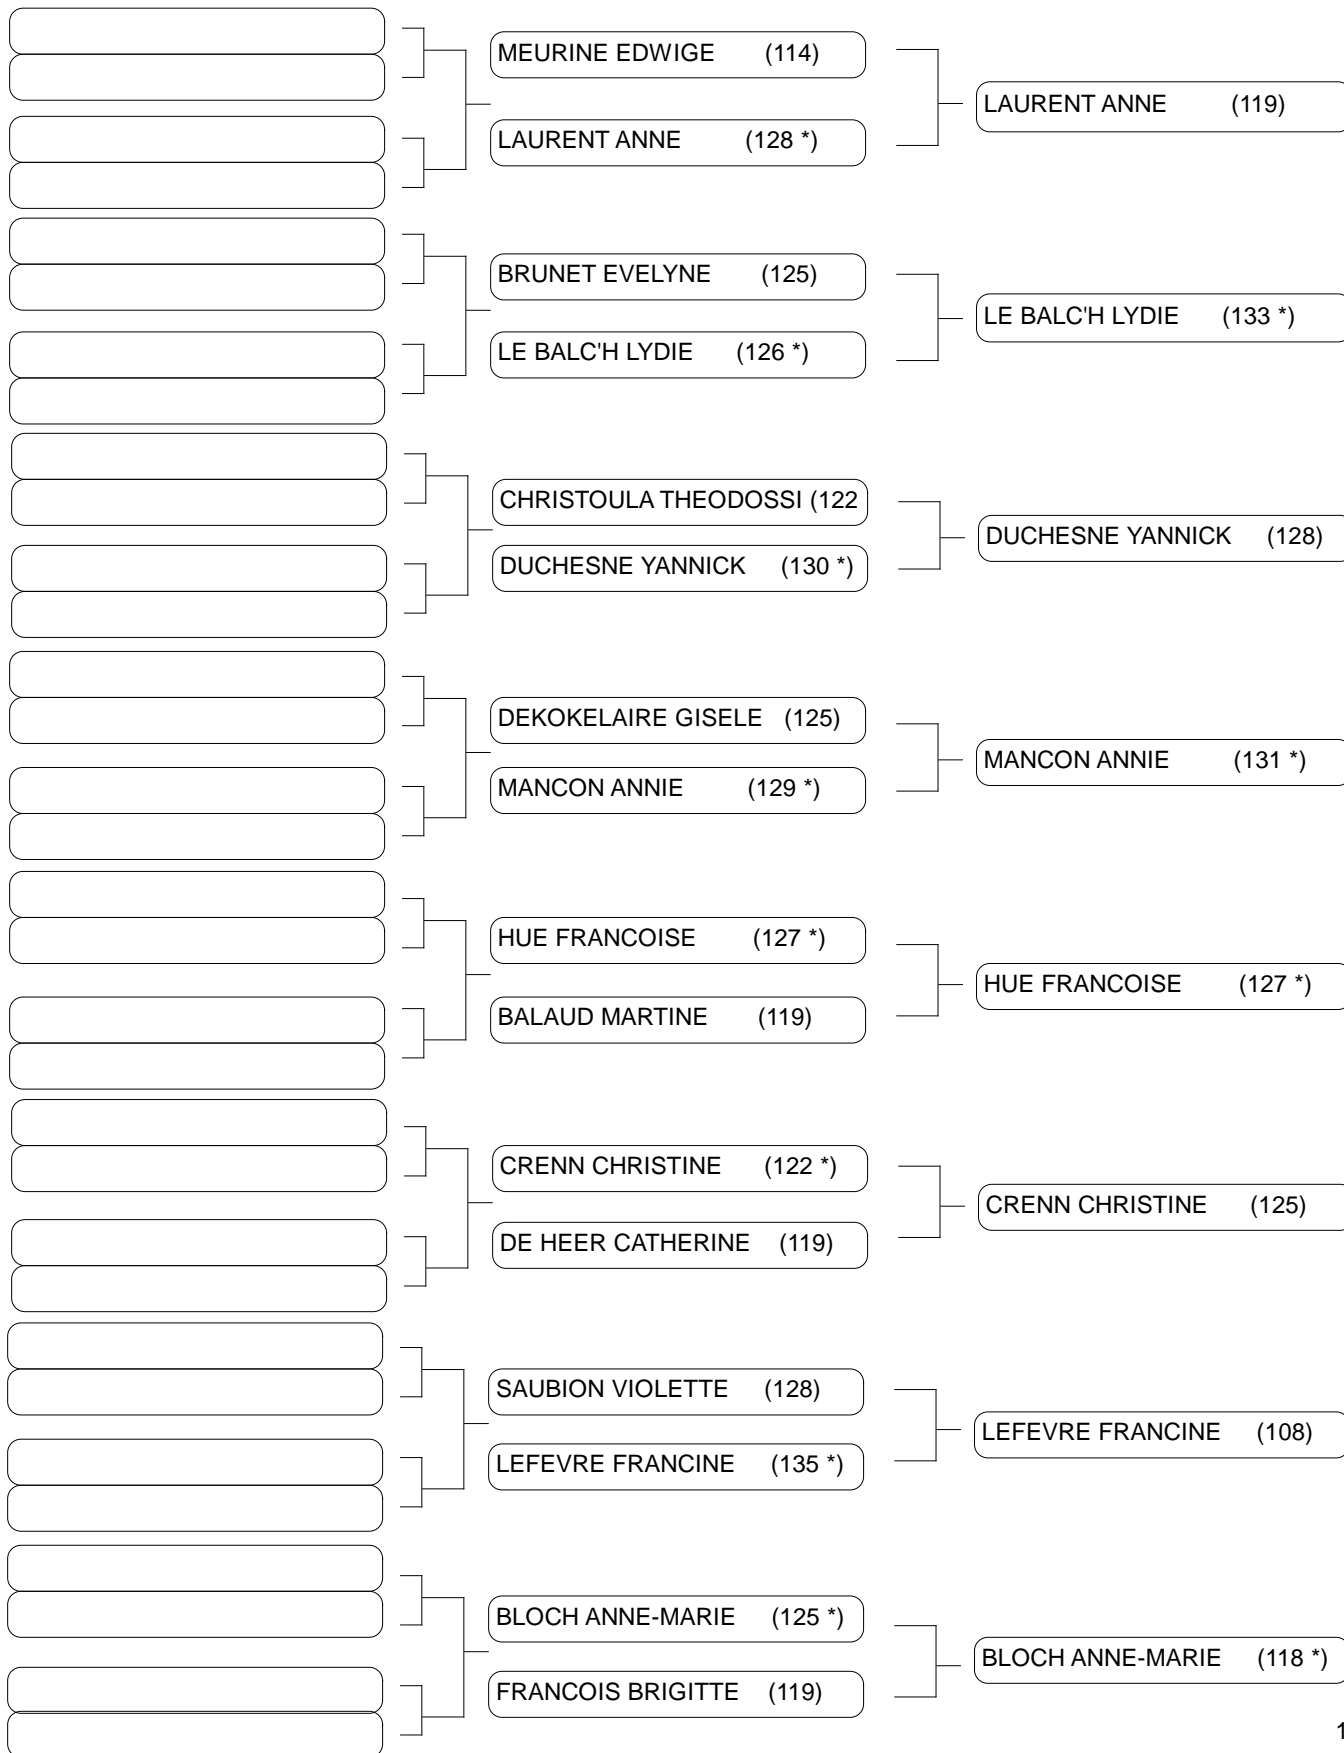 MEURINE EDWIGE (114)
LAURENT ANNE (119)
LAURENT ANNE (128 *)
BRUNET EVELYNE (125)
LE BALC'H LYDIE (133 *)
LE BALC'H LYDIE (126 *)
CHRISTOULA THEODOSSI (122
DUCHESNE YANNICK (128)
DUCHESNE YANNICK (130 *)
DEKOKELAIRE GISELE (125)
MANCON ANNIE (131 *)
MANCON ANNIE (129 *)
HUE FRANCOISE (127 *)
HUE FRANCOISE (127 *)
BALAUD MARTINE (119)
CRENN CHRISTINE (122 *)
CRENN CHRISTINE (125)
DE HEER CATHERINE (119)
SAUBION VIOLETTE (128)
LEFEVRE FRANCINE (108)
LEFEVRE FRANCINE (135 *)
BLOCH ANNE-MARIE (125 *)
BLOCH ANNE-MARIE (118 *)
FRANCOIS BRIGITTE (119)
1